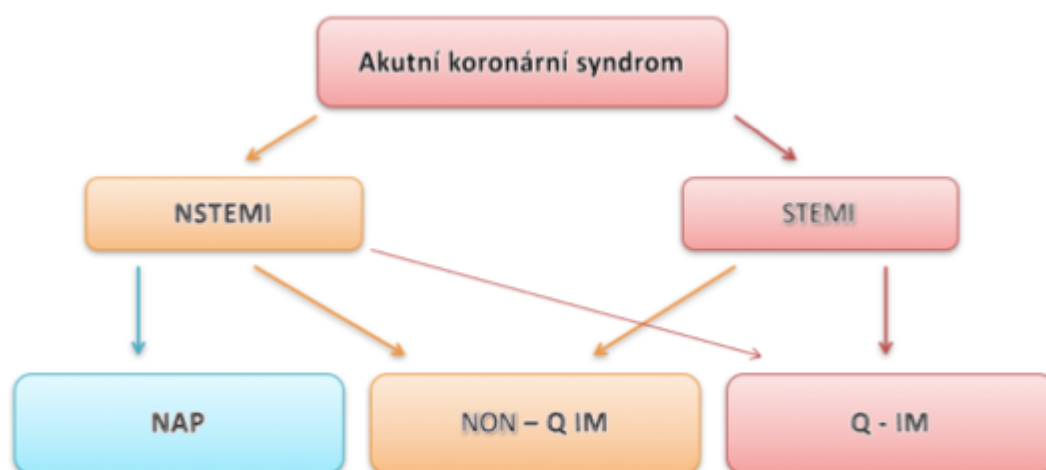 Akutní koronární syndrom
NSTEMI
STEMI
NAP
NON – Q IM
Q - IM